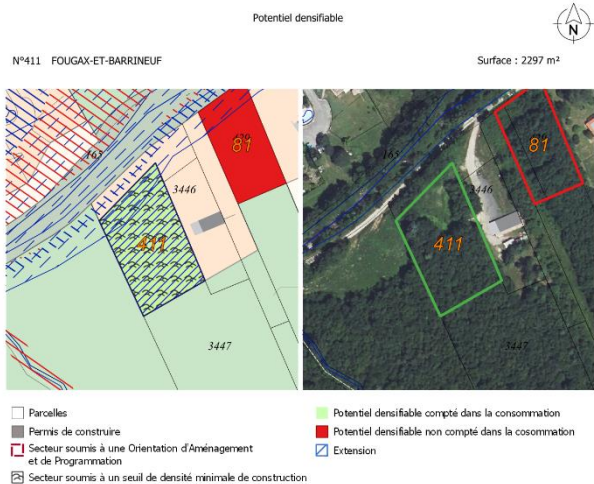 Potentiel densifiable
N
N°411 FOUGAX-ET-BARRINEUF
Surface : 2297 m²
165
81
3446
411
3447
165
81
3446
411
3447
Parcelles
Permis de construire
Secteur soumis à une Orientation d'Aménagement
et de Programmation
Secteur soumis à un seuil de densité minimale de construction
Potentiel densifiable compté dans la consommation
Potentiel densifiable non compté dans la cosommation
Extension